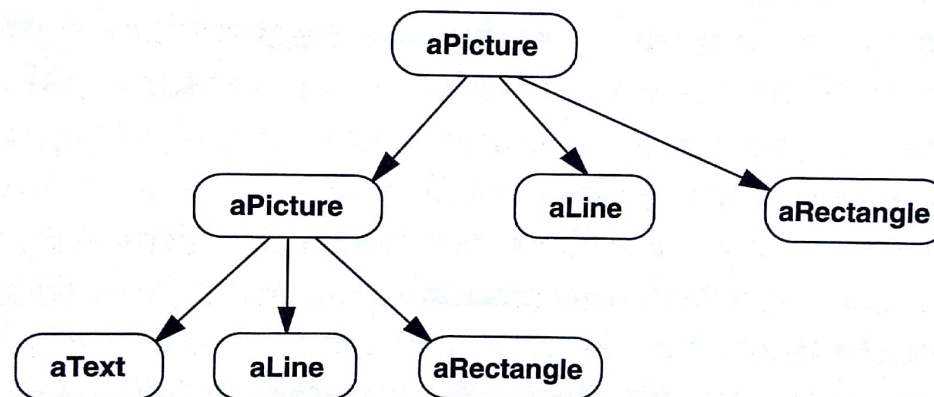 aPicture
aPicture
aLine
aRectangle
aText
aLine
aRectangle